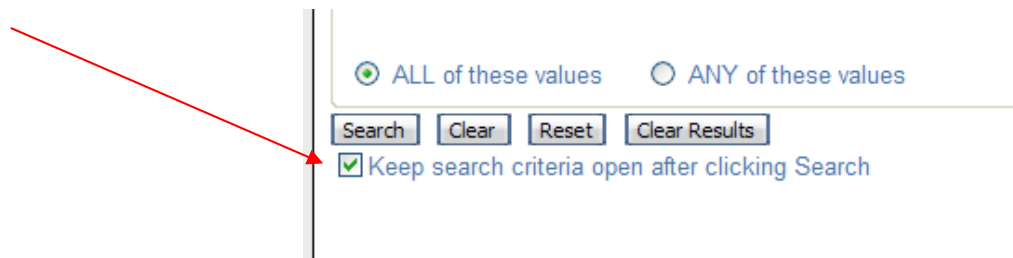 ALL of these values ANY of these values
Search Clear Reset Clear Results
Keep search criteria open after clicking Search